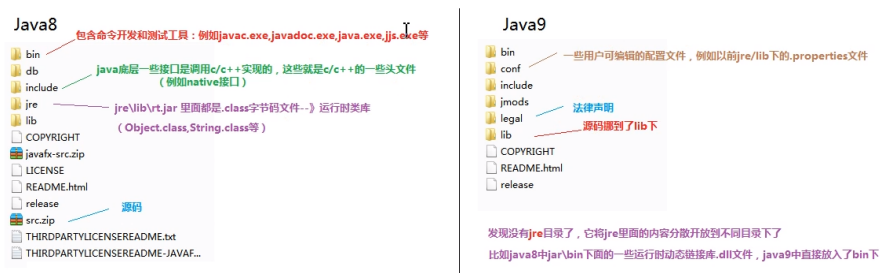 Java8
bin
包含命令开发和测试工具：例如javac.exe,javadoc.exe,java.exe,jjs.exe等
db
include
java底层一些接口是调用c/c++实现的，这些就是c/c++的一些头文件
（例如native接口）
jre
jre\lib\rt.jar 里面都是.class字节码文件--》运行时类库
（Object.class,String.class等）
lib
COPYRIGHT
javafx-src.zip
LICENSE
README.html
release
src.zip
源码
THIRDPARTYLICENSEREADME.txt
THIRDPARTYLICENSEREADME-JAVAF...
Java9
bin
conf
一些用户可编辑的配置文件，例如以前jre/lib下的.properties文件
include
jmods
legal
法律声明
lib
源码挪到了lib下
COPYRIGHT
README.html
release
发现没有jre目录了，它将jre里面的内容分散开放到不同目录下了
比如java8中jar\bin下面的一些运行时动态链接库.dll文件，java9中直接放入了bin下